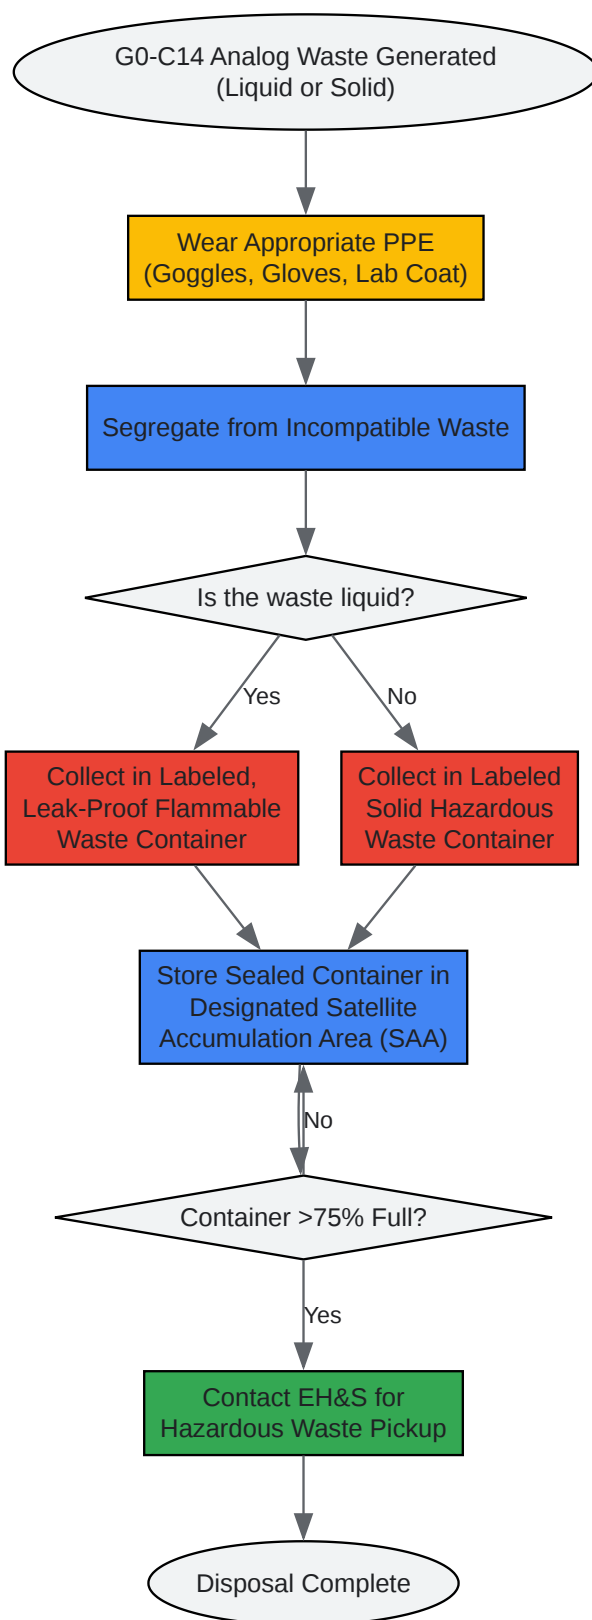 G0-C14 Analog Waste Generated
(Liquid or Solid)
Wear Appropriate PPE
(Goggles, Gloves, Lab Coat)
Segregate from Incompatible Waste
Is the waste liquid?
Yes
No
Collect in Labeled,
Leak-Proof Flammable
Waste Container
Collect in Labeled
Solid Hazardous
Waste Container
Store Sealed Container in
Designated Satellite
Accumulation Area (SAA)
No
Container >75% Full?
Yes
Contact EH&S for
Hazardous Waste Pickup
Disposal Complete